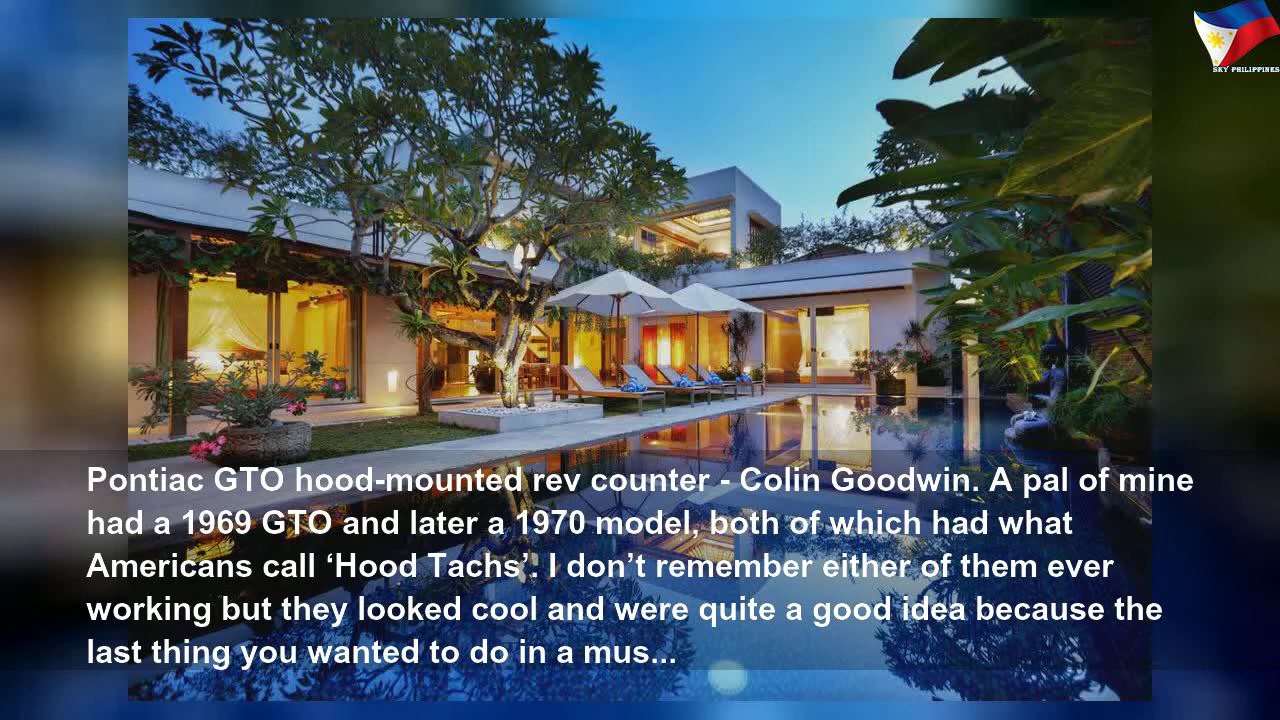 SKY PHILIPPINES
Pontiac GTO hood-mounted rev counter - Colin Goodwin. A pal of mine
had a 1969 GTO and later a 1970 model, both of which had what
Americans call ‘Hood Tachs’. I don’t remember either of them ever
working but they looked cool and were quite a good idea because the
last thing you wanted to do in a mus...